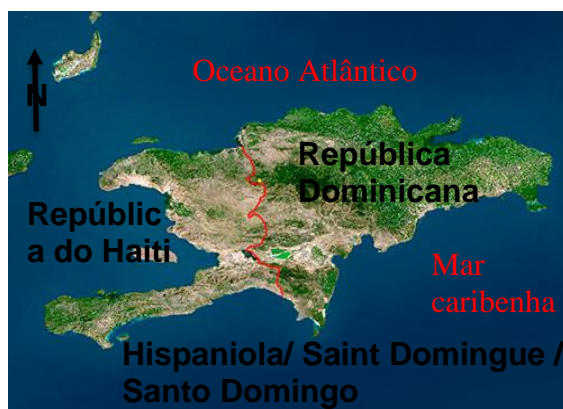 Oceano Atlântico
N
República
Dominicana
Repúblic
a do Haiti
Mar
caribenha
Hispaniola/ Saint Domingue /
Santo Domingo